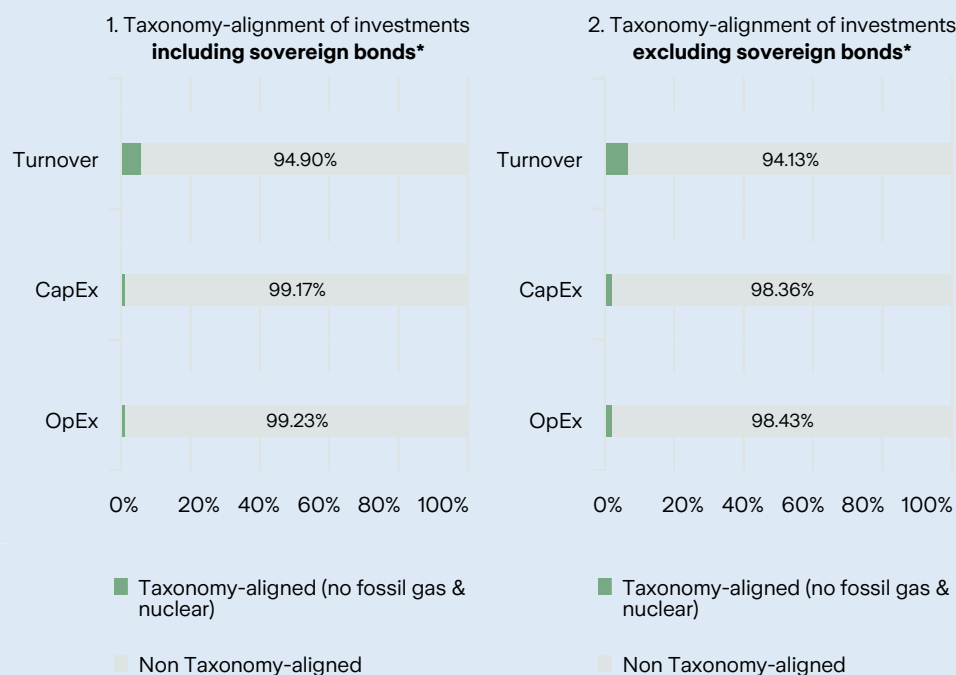 1. Taxonomy-alignment of investments
including sovereign bonds*
Turnover
94.90%
CapEx
99.17%
OpEx
99.23%
0% 20% 40% 60% 80% 100%
Taxonomy-aligned (no fossil gas &
nuclear)
Non Taxonomy-aligned
2. Taxonomy-alignment of investments
excluding sovereign bonds*
Turnover
94.13%
CapEx
98.36%
OpEx
98.43%
0% 20% 40% 60% 80% 100%
Taxonomy-aligned (no fossil gas &
nuclear)
Non Taxonomy-aligned